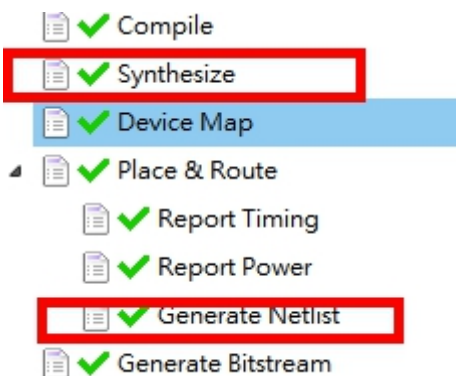 Compile
Synthesize
Device Map
Place & Route
Report Timing
Report Power
Generate Netlist
Generate Bitstream